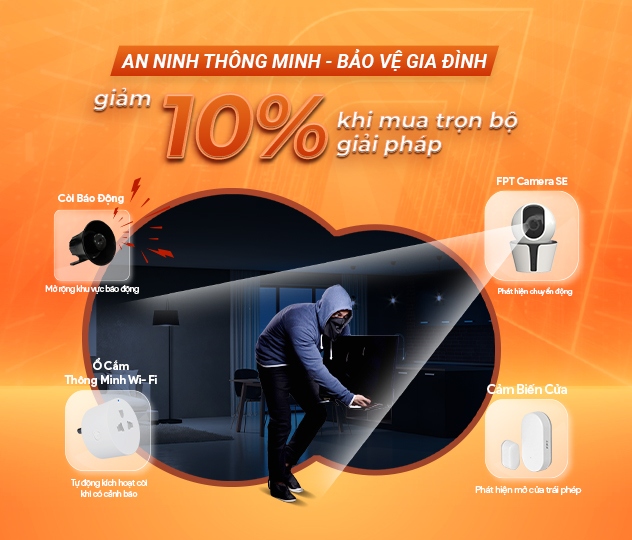 AN NINH THÔNG MINH - BẢO VỆ GIA ĐÌNH
giảm 10% khi mua trọn bộ
giải pháp
Còi Báo Động
Mở rộng khu vực báo động
FPT Camera SE
Phát hiện chuyển động
Ổ Cắm
Thông Minh Wi- Fi
Tự động kích hoạt còi
khi có cảnh báo
Cảm Biến Cửa
Phát hiện mở cửa trái phép